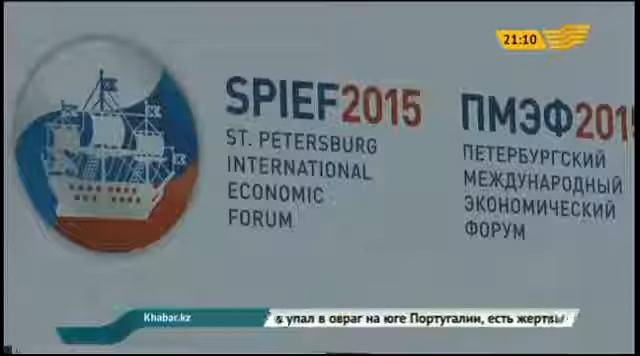 21:10
SPIEF2015
ST. PETERSBURG
INTERNATIONAL
ECONOMIC
FORUM
ПМЭФ201
ПЕТЕРБУРГСКИЙ
МЕЖДУНАРОДНЫЙ
ЭКОНОМИЧЕСКИЙ
ФОРУМ
Khabar.kz
упал в овраг на юге Португалии, есть жертвы